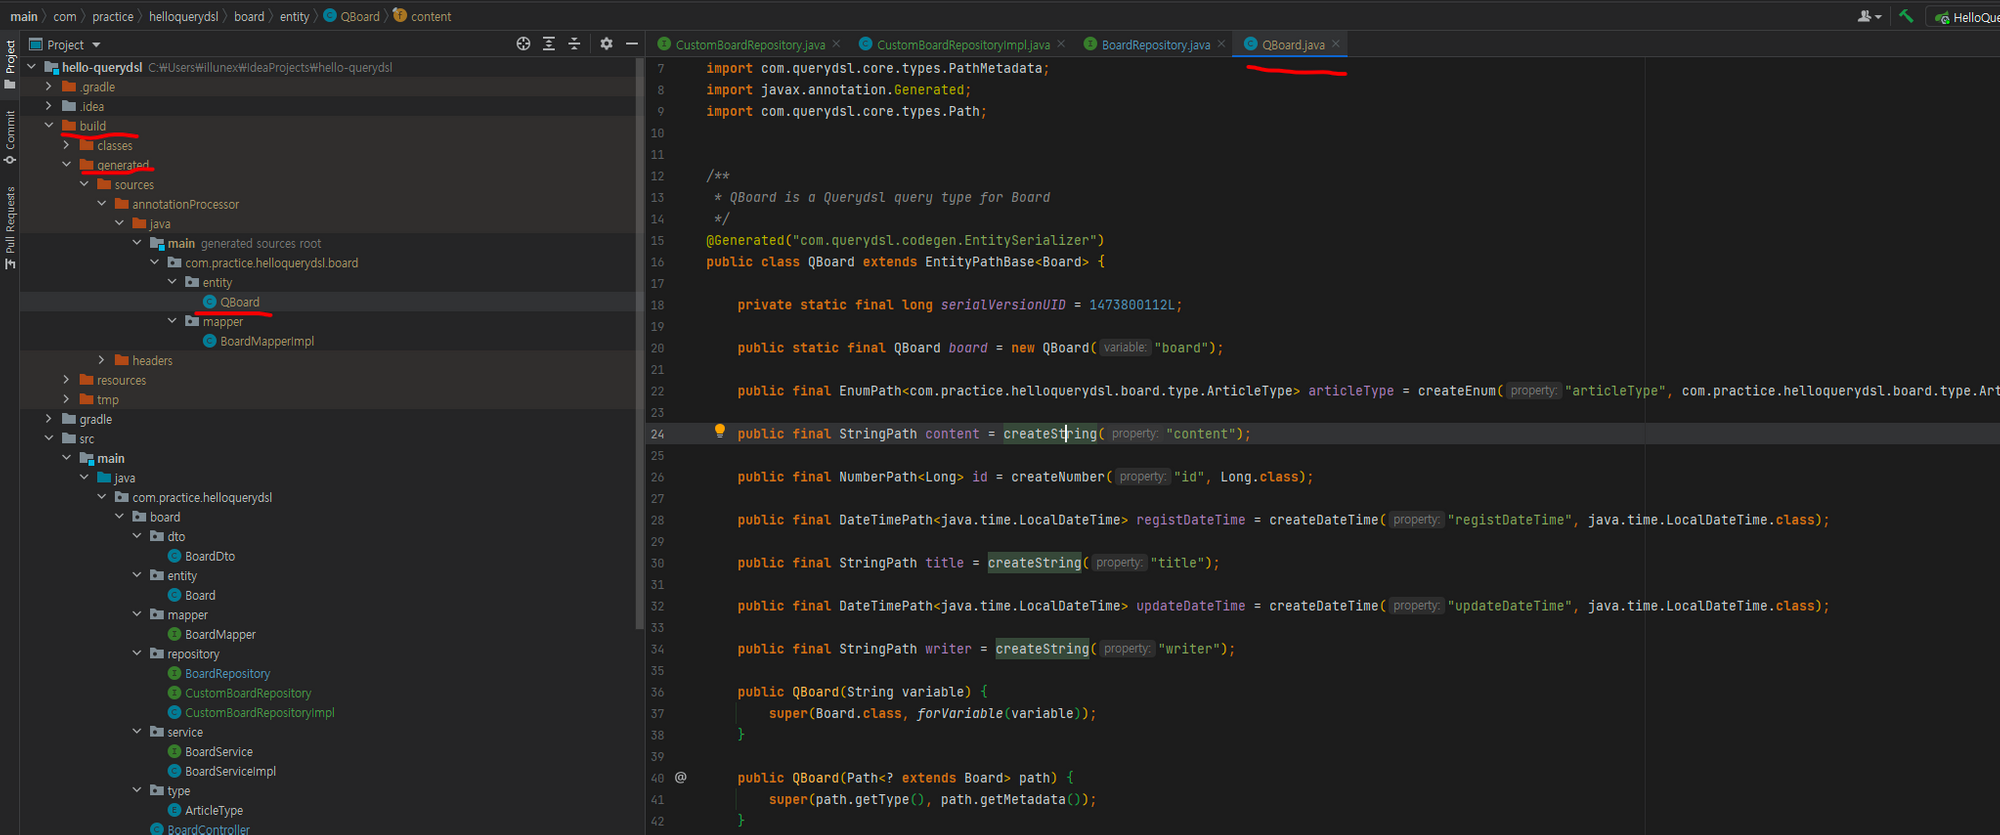 main 〉 com 〉 practice 〉 helloquerydsl 〉 board 〉 entity 〉 QBoard 〉 content
HelloQue
Project
Commit
Pull Requests
Project
hello-querydsl C:₩Users₩illunex₩IdeaProjects₩hello-querydsl
.gradle
.idea
build
classes
generated
sources
annotationProcessor
java
main generated sources root
com.practice.helloquerydsl.board
entity
QBoard
mapper
BoardMapperImpl
headers
resources
tmp
gradle
src
main
java
com.practice.helloquerydsl
board
dto
BoardDto
entity
Board
mapper
BoardMapper
repository
BoardRepository
CustomBoardRepository
CustomBoardRepositoryImpl
service
BoardService
BoardServiceImpl
type
ArticleType
BoardController
CustomBoardRepository.java × CustomBoardRepositoryImpl.java × BoardRepository.java × QBoard.java ×
7 import com.querydsl.core.types.PathMetadata;
8 import javax.annotation.Generated;
9 import com.querydsl.core.types.Path;
10
11
12 /**
13 * QBoard is a Querydsl query type for Board
14 */
15 @Generated("com.querydsl.codegen.EntitySerializer")
16 public class QBoard extends EntityPathBase<Board> {
17
18 private static final long serialVersionUID = 1473800112L;
19
20 public static final QBoard board = new QBoard( variable: "board");
21
22 public final EnumPath<com.practice.helloquerydsl.board.type.ArticleType> articleType = createEnum( property: "articleType", com.practice.helloquerydsl.board.type.Art
23
24 public final StringPath content = createString( property: "content");
25
26 public final NumberPath<Long> id = createNumber( property: "id", Long.class);
27
28 public final DateTimePath<java.time.LocalDateTime> registDateTime = createDateTime( property: "registDateTime", java.time.LocalDateTime.class);
29
30 public final StringPath title = createString( property: "title");
31
32 public final DateTimePath<java.time.LocalDateTime> updateDateTime = createDateTime( property: "updateDateTime", java.time.LocalDateTime.class);
33
34 public final StringPath writer = createString( property: "writer");
35
36 public QBoard(String variable) {
37 super(Board.class, forVariable(variable));
38 }
39
40 @ public QBoard(Path<? extends Board> path) {
41 super(path.getType(), path.getMetadata());
42 }